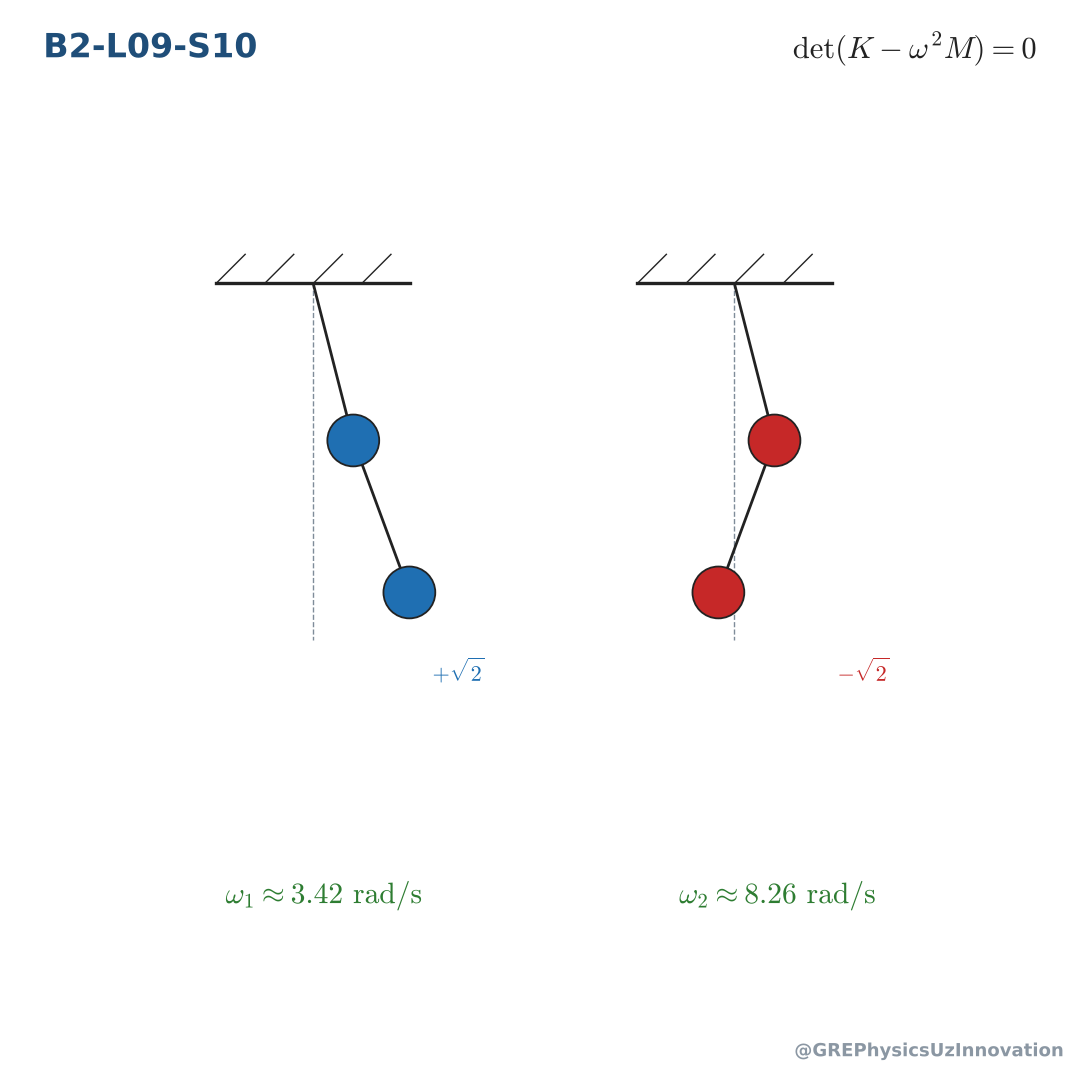 B2-L09-S10
det(K − ω²M) = 0
+√2
−√2
ω₁ ≈ 3.42 rad/s
ω₂ ≈ 8.26 rad/s
@GREPhysicsUzInnovation